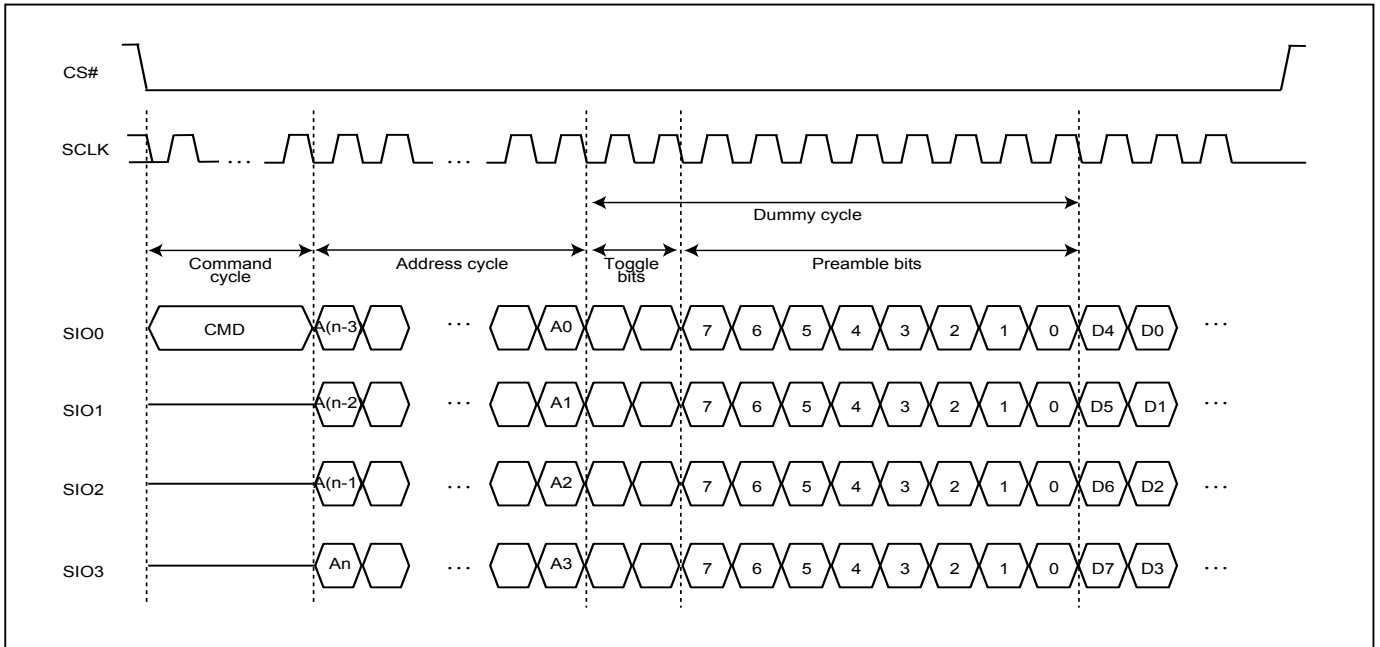 CS#
SCLK
...
...
Dummy cycle
Command
cycle
Address cycle
Toggle
bits
Preamble bits
SIO0 CMD A(n-3) ... A0 7 6 5 4 3 2 1 0 D4 D0 ...
SIO1 A(n-2) ... A1 7 6 5 4 3 2 1 0 D5 D1 ...
SIO2 A(n-1) ... A2 7 6 5 4 3 2 1 0 D6 D2 ...
SIO3 An ... A3 7 6 5 4 3 2 1 0 D7 D3 ...